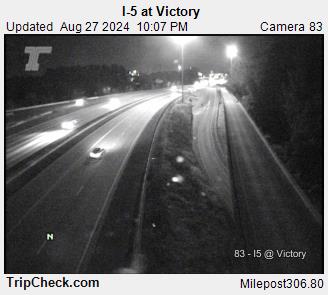 I-5 at Victory
Updated Aug 27 2024 10:07 PM Camera 83
T
N
83 - I5 @ Victory
TripCheck.com Milepost306.80